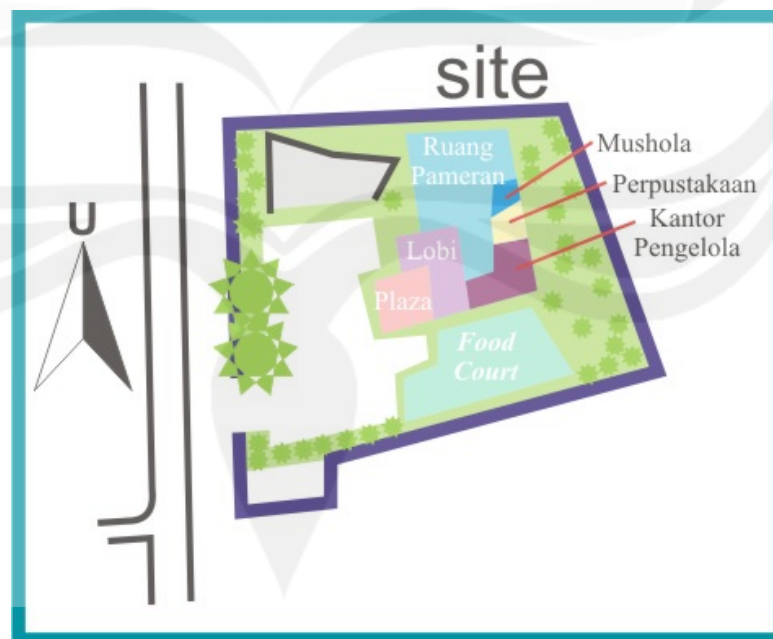 site
Ruang
Pameran
Mushola
Perpustakaan
Kantor
Pengelola
U
Lobi
Plaza
Food
Court